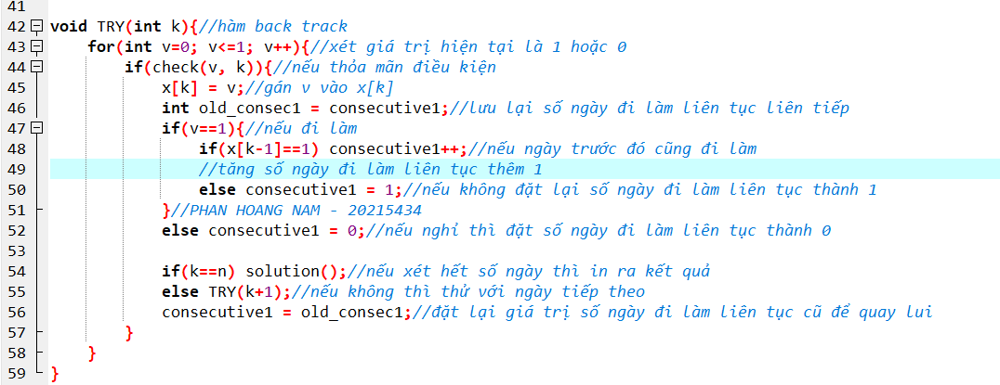 41
42 void TRY(int k){//hàm back track
43 for(int v=0; v<=1; v++){//xét giá trị hiện tại là 1 hoặc 0
44 if(check(v, k)){//nếu thỏa mãn điều kiện
45 x[k] = v;//gán v vào x[k]
46 int old_consec1 = consecutive1;//lưu lại số ngày đi làm liên tục liên tiếp
47 if(v==1){//nếu đi làm
48 if(x[k-1]==1) consecutive1++;//nếu ngày trước đó cũng đi làm
49 //tăng số ngày đi làm liên tục thêm 1
50 else consecutive1 = 1;//nếu không đặt lại số ngày đi làm liên tục thành 1
51 }//PHAN HOANG NAM - 20215434
52 else consecutive1 = 0;//nếu nghỉ thì đặt số ngày đi làm liên tục thành 0
53
54 if(k==n) solution();//nếu xét hết số ngày thì in ra kết quả
55 else TRY(k+1);//nếu không thì thử với ngày tiếp theo
56 consecutive1 = old_consec1;//đặt lại giá trị số ngày đi làm liên tục cũ để quay lui
57 }
58 }
59 }